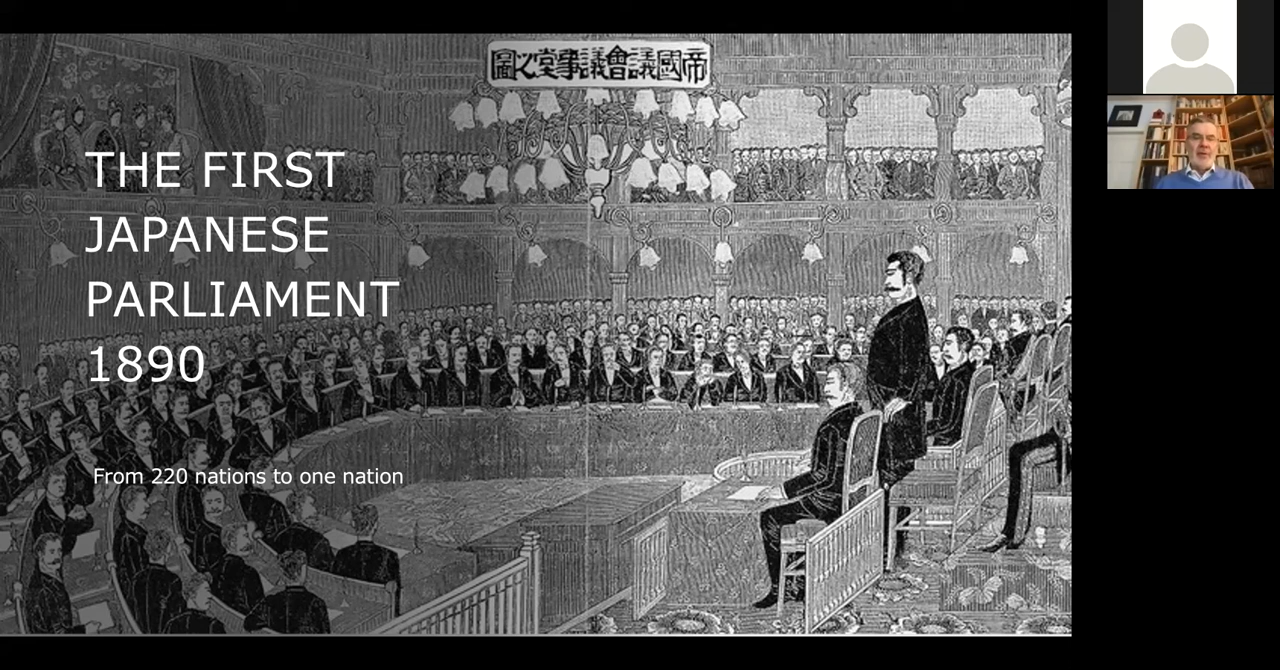 帝國議會議事堂之圖
THE FIRST
JAPANESE
PARLIAMENT
1890
From 220 nations to one nation